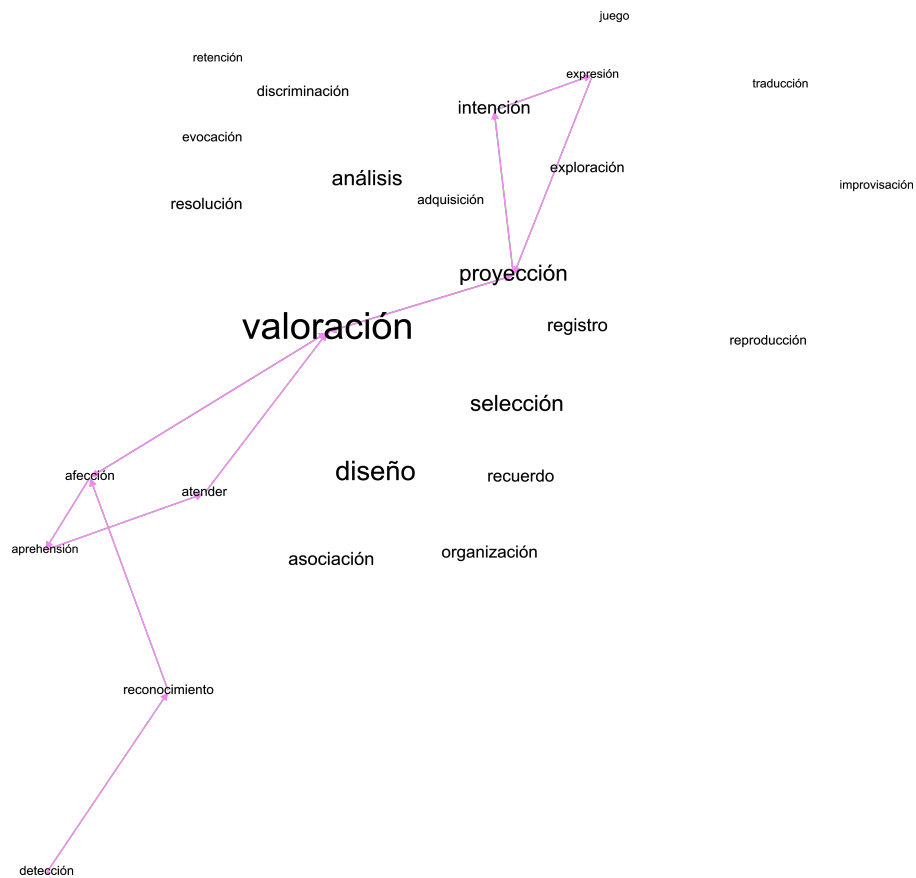 juego
retención
expresión
traducción
discriminación
intención
evocación
exploración
análisis
improvisación
adquisición
resolución
proyección
valoración
registro
reproducción
selección
diseño
afección
recuerdo
atender
aprehensión
organización
asociación
reconocimiento
detección